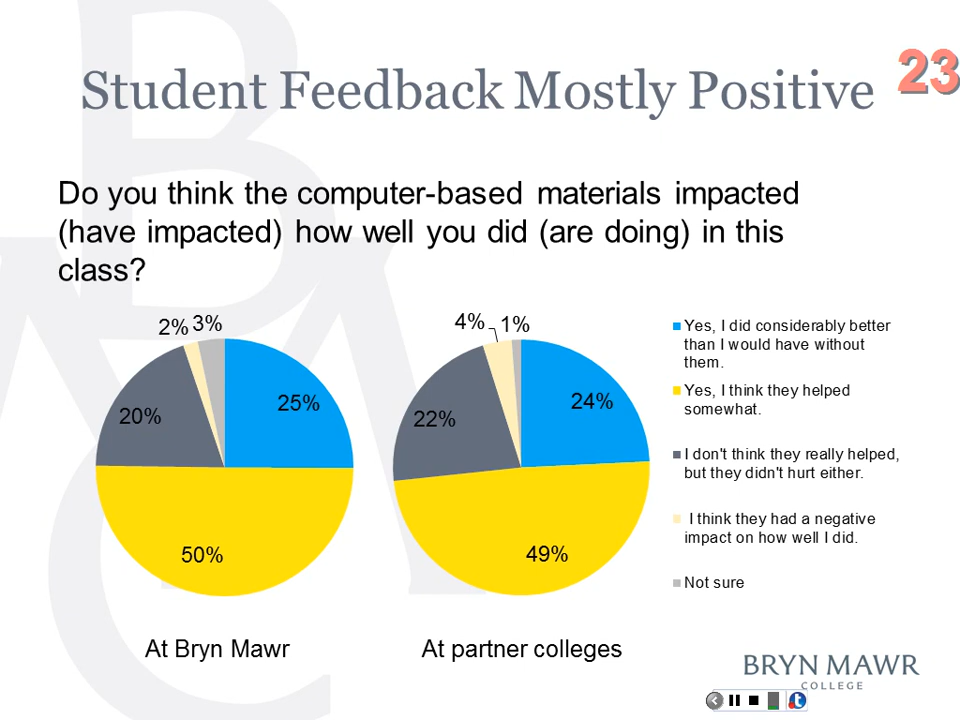 Student Feedback Mostly Positive
23
Do you think the computer-based materials impacted
(have impacted) how well you did (are doing) in this
class?
2% 3%
25%
20%
50%
At Bryn Mawr
4% 1%
24%
22%
49%
At partner colleges
Yes, I did considerably better
than I would have without
them.
Yes, I think they helped
somewhat.
I don't think they really helped,
but they didn't hurt either.
I think they had a negative
impact on how well I did.
Not sure
BRYN MAWR
COLLEGE